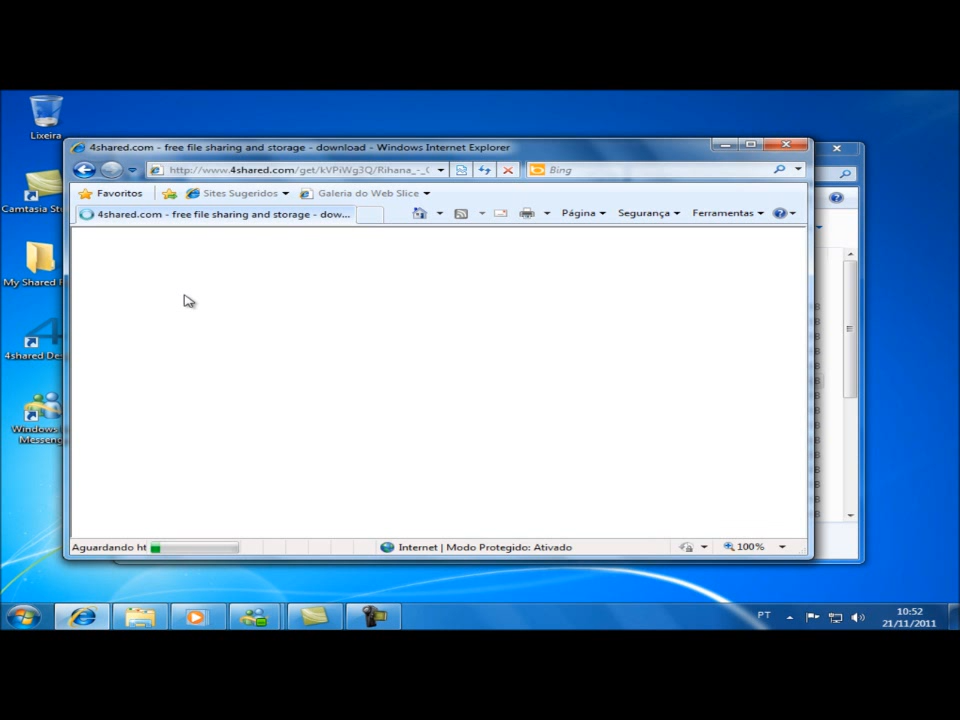 Lixeira
Camtasia Stu
My Shared F
4shared Des
Windows
Messeng
4shared.com - free file sharing and storage - download - Windows Internet Explorer
http://www.4shared.com/get/kVPiWg3Q/Rihana_-_
Bing
Favoritos
Sites Sugeridos
Galeria do Web Slice
4shared.com - free file sharing and storage - dow...
Página
Segurança
Ferramentas
Aguardando ht
Internet | Modo Protegido: Ativado
100%
PT
10:52
21/11/2011